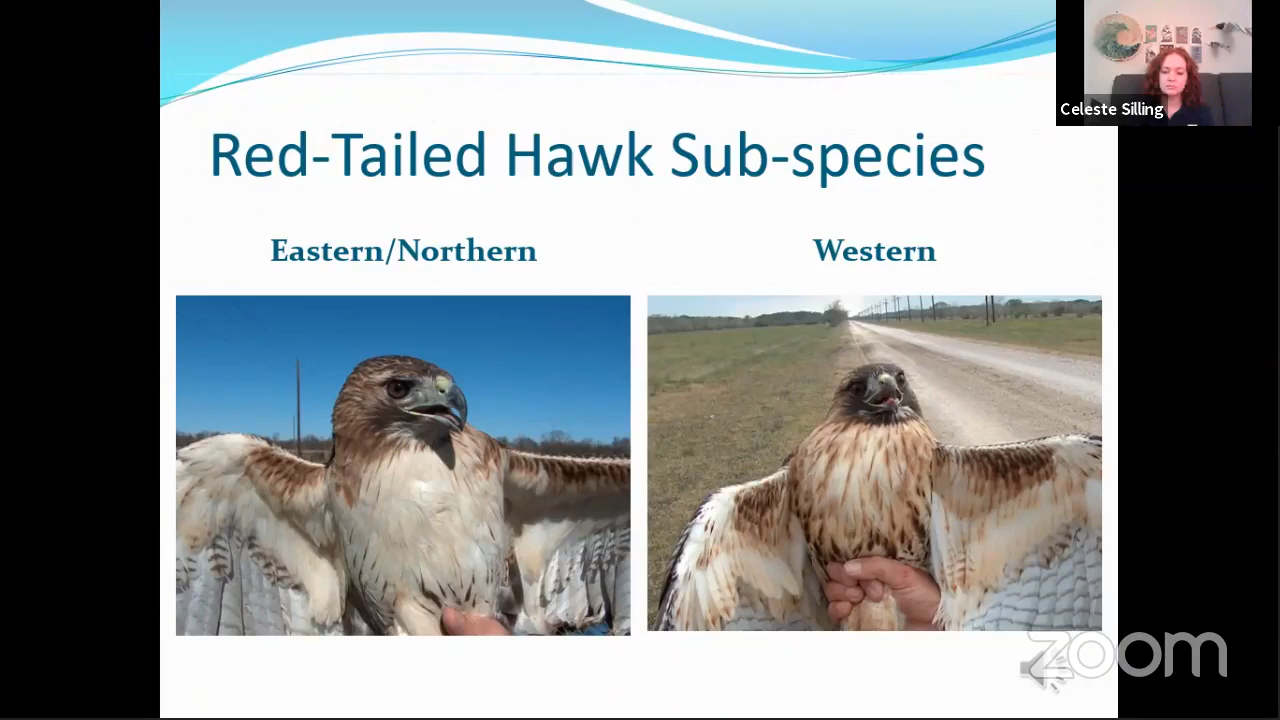 Celeste Silling
Red-Tailed Hawk Sub-species
Eastern/Northern
Western
zoom